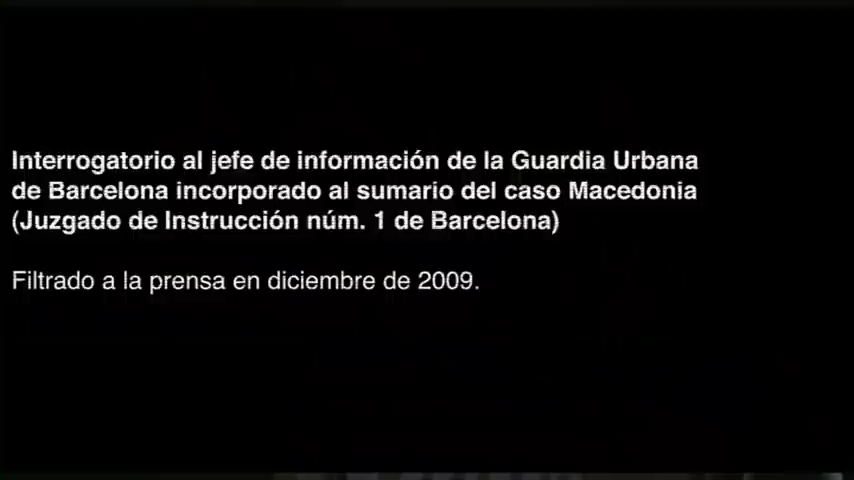 Interrogatorio al jefe de información de la Guardia Urbana
de Barcelona incorporado al sumario del caso Macedonia
(Juzgado de Instrucción núm. 1 de Barcelona)
Filtrado a la prensa en diciembre de 2009.